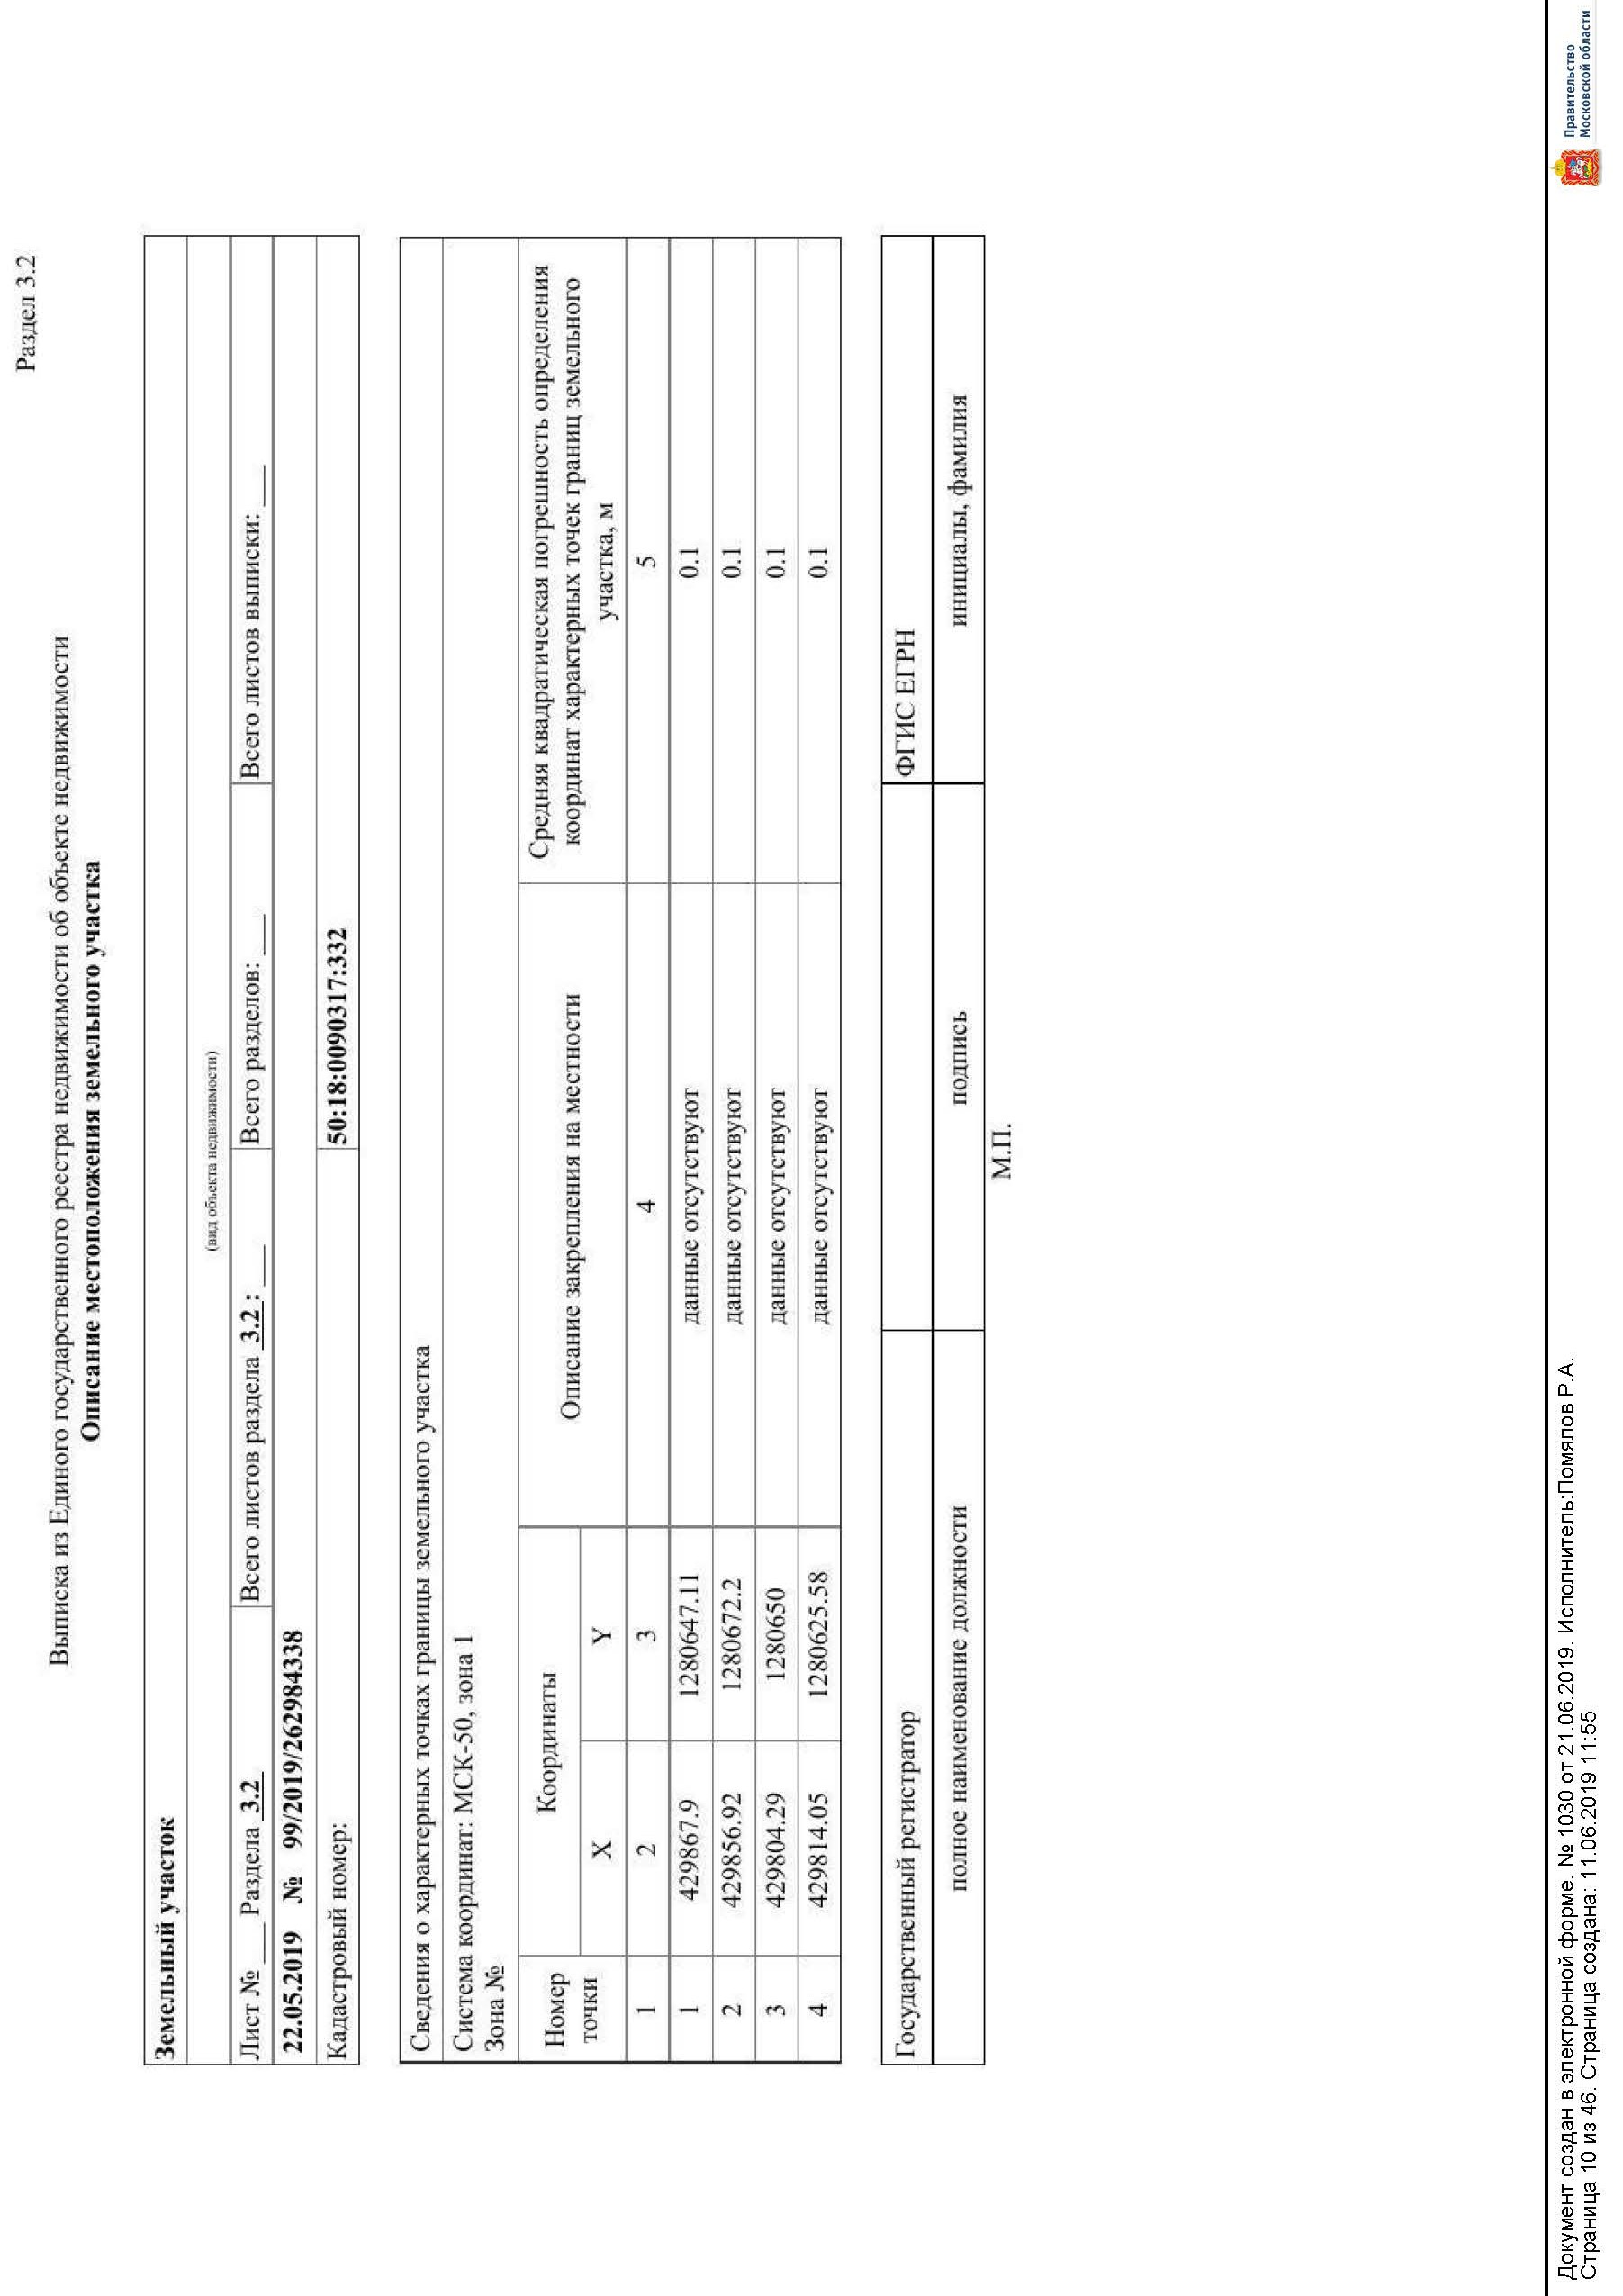 Раздел 3.2
Выписка из Единого государственного реестра недвижимости об объекте недвижимости
Описание местоположения земельного участка
Земельный участок
(вид объекта недвижимости)
Лист № ___ Раздела 3.2 Всего листов раздела 3.2 : ___ Всего разделов: ___ Всего листов выписки: ___
22.05.2019 № 99/2019/262984338
Кадастровый номер: 50:18:0090317:332
Сведения о характерных точках границы земельного участка
Система координат: МСК-50, зона 1
Зона №
Номер точки Координаты Описание закрепления на местности Средняя квадратическая погрешность определения
координат характерных точек границ земельного
участка, м
X Y
1 2 3 4 5
1 429867.9 1280647.11 данные отсутствуют 0.1
2 429856.92 1280672.2 данные отсутствуют 0.1
3 429804.29 1280650 данные отсутствуют 0.1
4 429814.05 1280625.58 данные отсутствуют 0.1
Государственный регистратор ФГИС ЕГРН
полное наименование должности подпись инициалы, фамилия
М.П.
Документ создан в электронной форме. № 1030 от 21.06.2019. Исполнитель:Помялов Р.А.
Страница 10 из 46. Страница создана: 11.06.2019 11:55
Правительство
Московской области